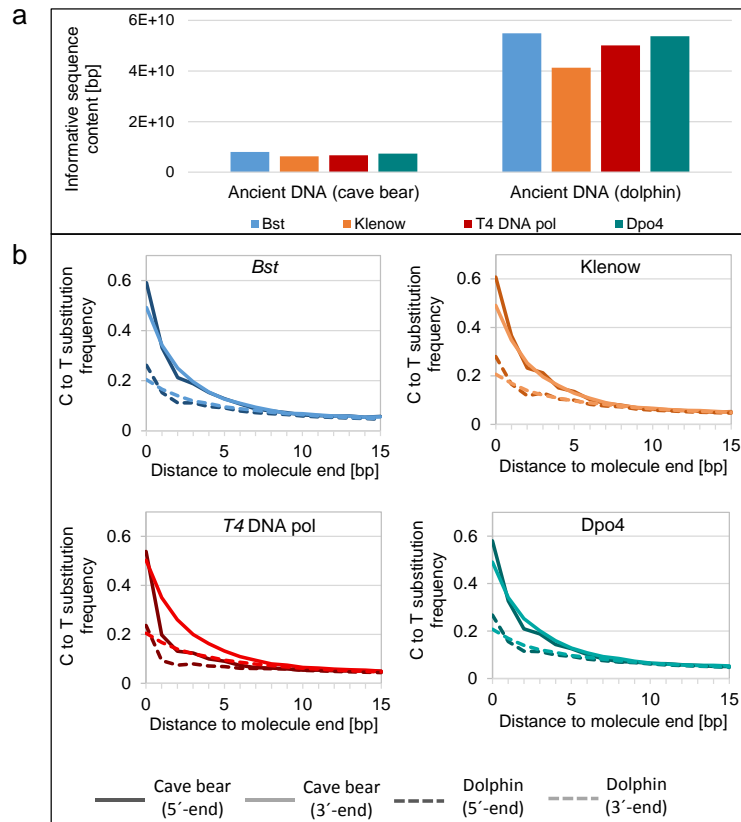 a
Informative sequence
content [bp]
6E+10
4E+10
2E+10
0
Ancient DNA (cave bear) Ancient DNA (dolphin)
Bst Klenow T4 DNA pol Dpo4
b
Bst
C to T substitution
frequency
0.6
0.4
0.2
0
0 5 10 15
Distance to molecule end [bp]
Klenow
C to T substitution
frequency
0.6
0.4
0.2
0
0 5 10 15
Distance to molecule end [bp]
T4 DNA pol
C to T substitution
frequency
0.6
0.4
0.2
0
0 5 10 15
Distance to molecule end [bp]
Dpo4
C to T substitution
frequency
0.6
0.4
0.2
0
0 5 10 15
Distance to molecule end [bp]
Cave bear
(5´-end)
Cave bear
(3´-end)
Dolphin
(5´-end)
Dolphin
(3´-end)